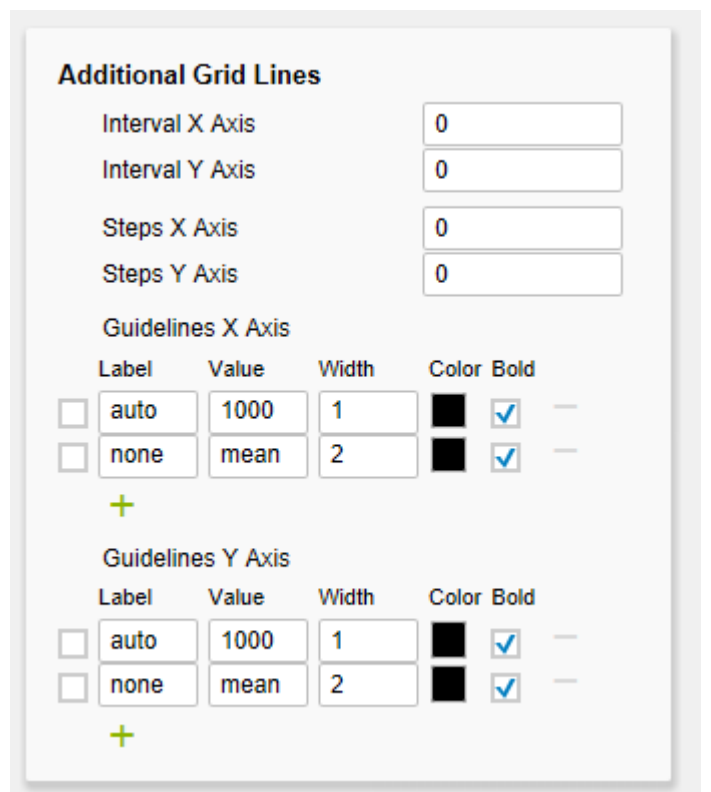 Additional Grid Lines
Interval X Axis 0
Interval Y Axis 0
Steps X Axis 0
Steps Y Axis 0
Guidelines X Axis
Label Value Width Color Bold
auto 1000 1
none mean 2
+
Guidelines Y Axis
Label Value Width Color Bold
auto 1000 1
none mean 2
+